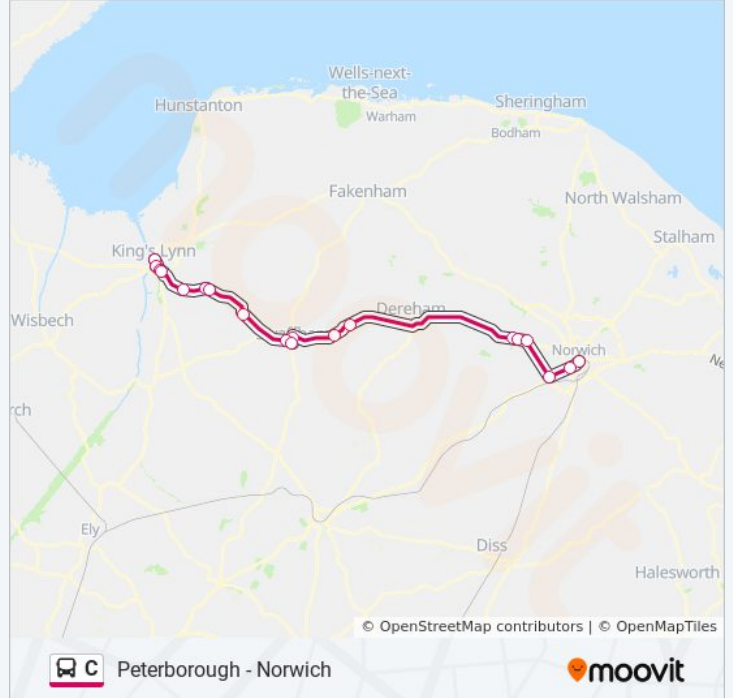 Wells-next-
the-Sea
Hunstanton
Sheringham
Warham
Bodham
Fakenham
North Walsham
Stalham
King's Lynn
Dereham
Wisbech
Norwich
Ne
rch
Ely
Diss
Halesworth
© OpenStreetMap contributors | © OpenMapTiles
C Peterborough - Norwich
moovit